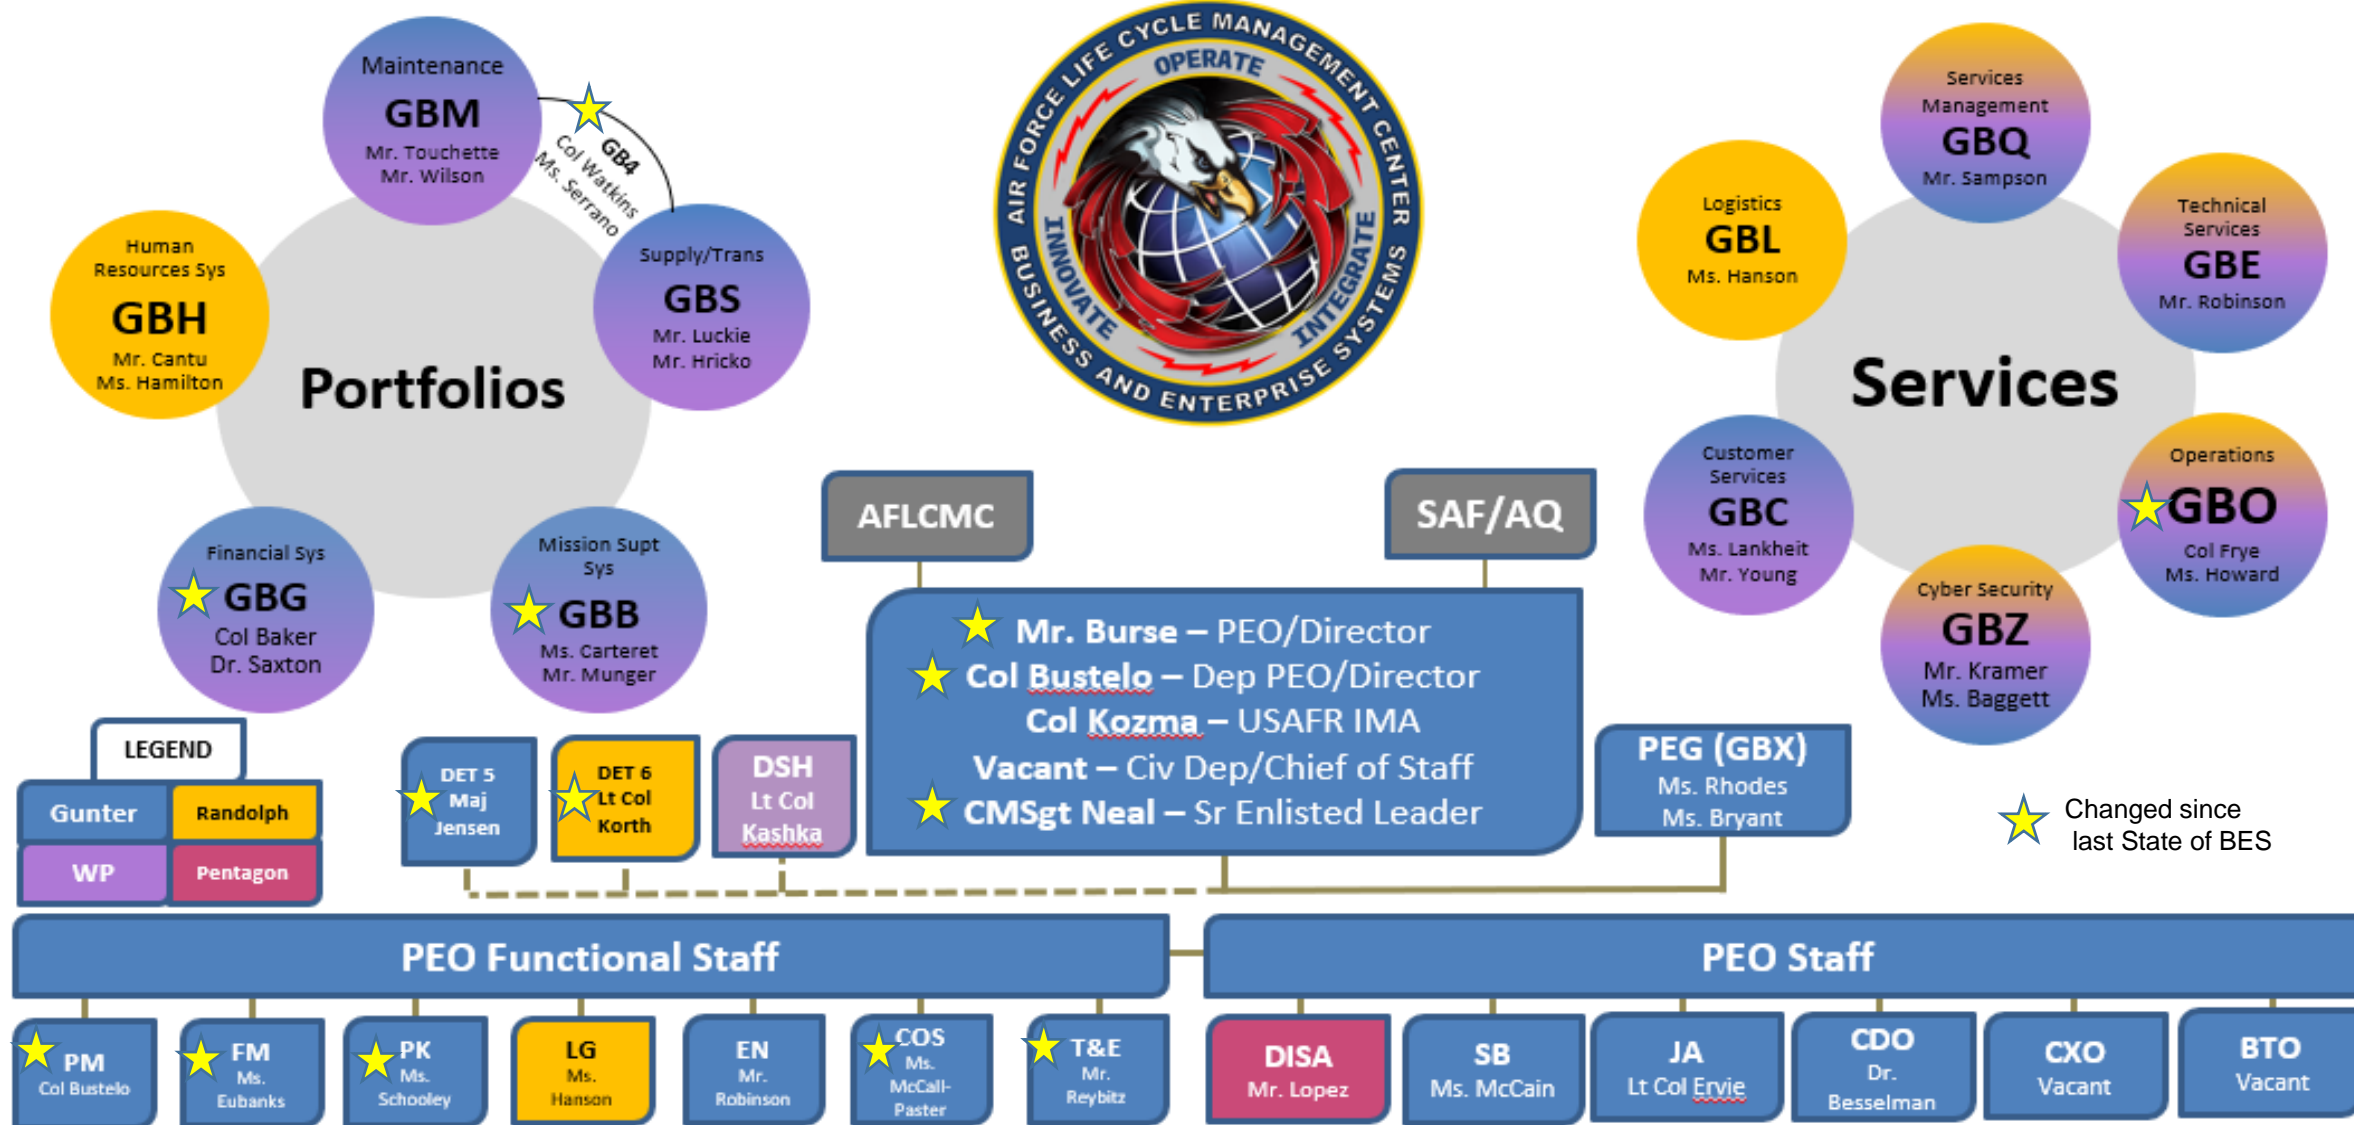 Maintenance
GBM
Mr. Touchette
Mr. Wilson
GB4
Col Watkins
Ms. Serrano
Human
Resources Sys
GBH
Mr. Cantu
Ms. Hamilton
Supply/Trans
GBS
Mr. Luckie
Mr. Hricko
Portfolios
Financial Sys
GBG
Col Baker
Dr. Saxton
Mission Supt
Sys
GBB
Ms. Carteret
Mr. Munger
AIR FORCE LIFE CYCLE MANAGEMENT CENTER
OPERATE
INNOVATE
INTEGRATE
BUSINESS AND ENTERPRISE SYSTEMS
Services
Management
GBQ
Mr. Sampson
Logistics
GBL
Ms. Hanson
Technical
Services
GBE
Mr. Robinson
Services
Customer
Services
GBC
Ms. Lankheit
Mr. Young
Operations
GBO
Col Frye
Ms. Howard
Cyber Security
GBZ
Mr. Kramer
Ms. Baggett
AFLCMC
SAF/AQ
Mr. Burse – PEO/Director
Col Bustelo – Dep PEO/Director
Col Kozma – USAFR IMA
Vacant – Civ Dep/Chief of Staff
CMSgt Neal – Sr Enlisted Leader
LEGEND
Gunter
Randolph
WP
Pentagon
DET 5
Maj
Jensen
DET 6
Lt Col
Korth
DSH
Lt Col
Kashka
PEG (GBX)
Ms. Rhodes
Ms. Bryant
Changed since
last State of BES
PEO Functional Staff
PEO Staff
PM
Col Bustelo
FM
Ms.
Eubanks
PK
Ms.
Schooley
LG
Ms.
Hanson
EN
Mr.
Robinson
COS
Ms.
McCall-
Paster
T&E
Mr.
Reybitz
DISA
Mr. Lopez
SB
Ms. McCain
JA
Lt Col Ervie
CDO
Dr.
Besselman
CXO
Vacant
BTO
Vacant